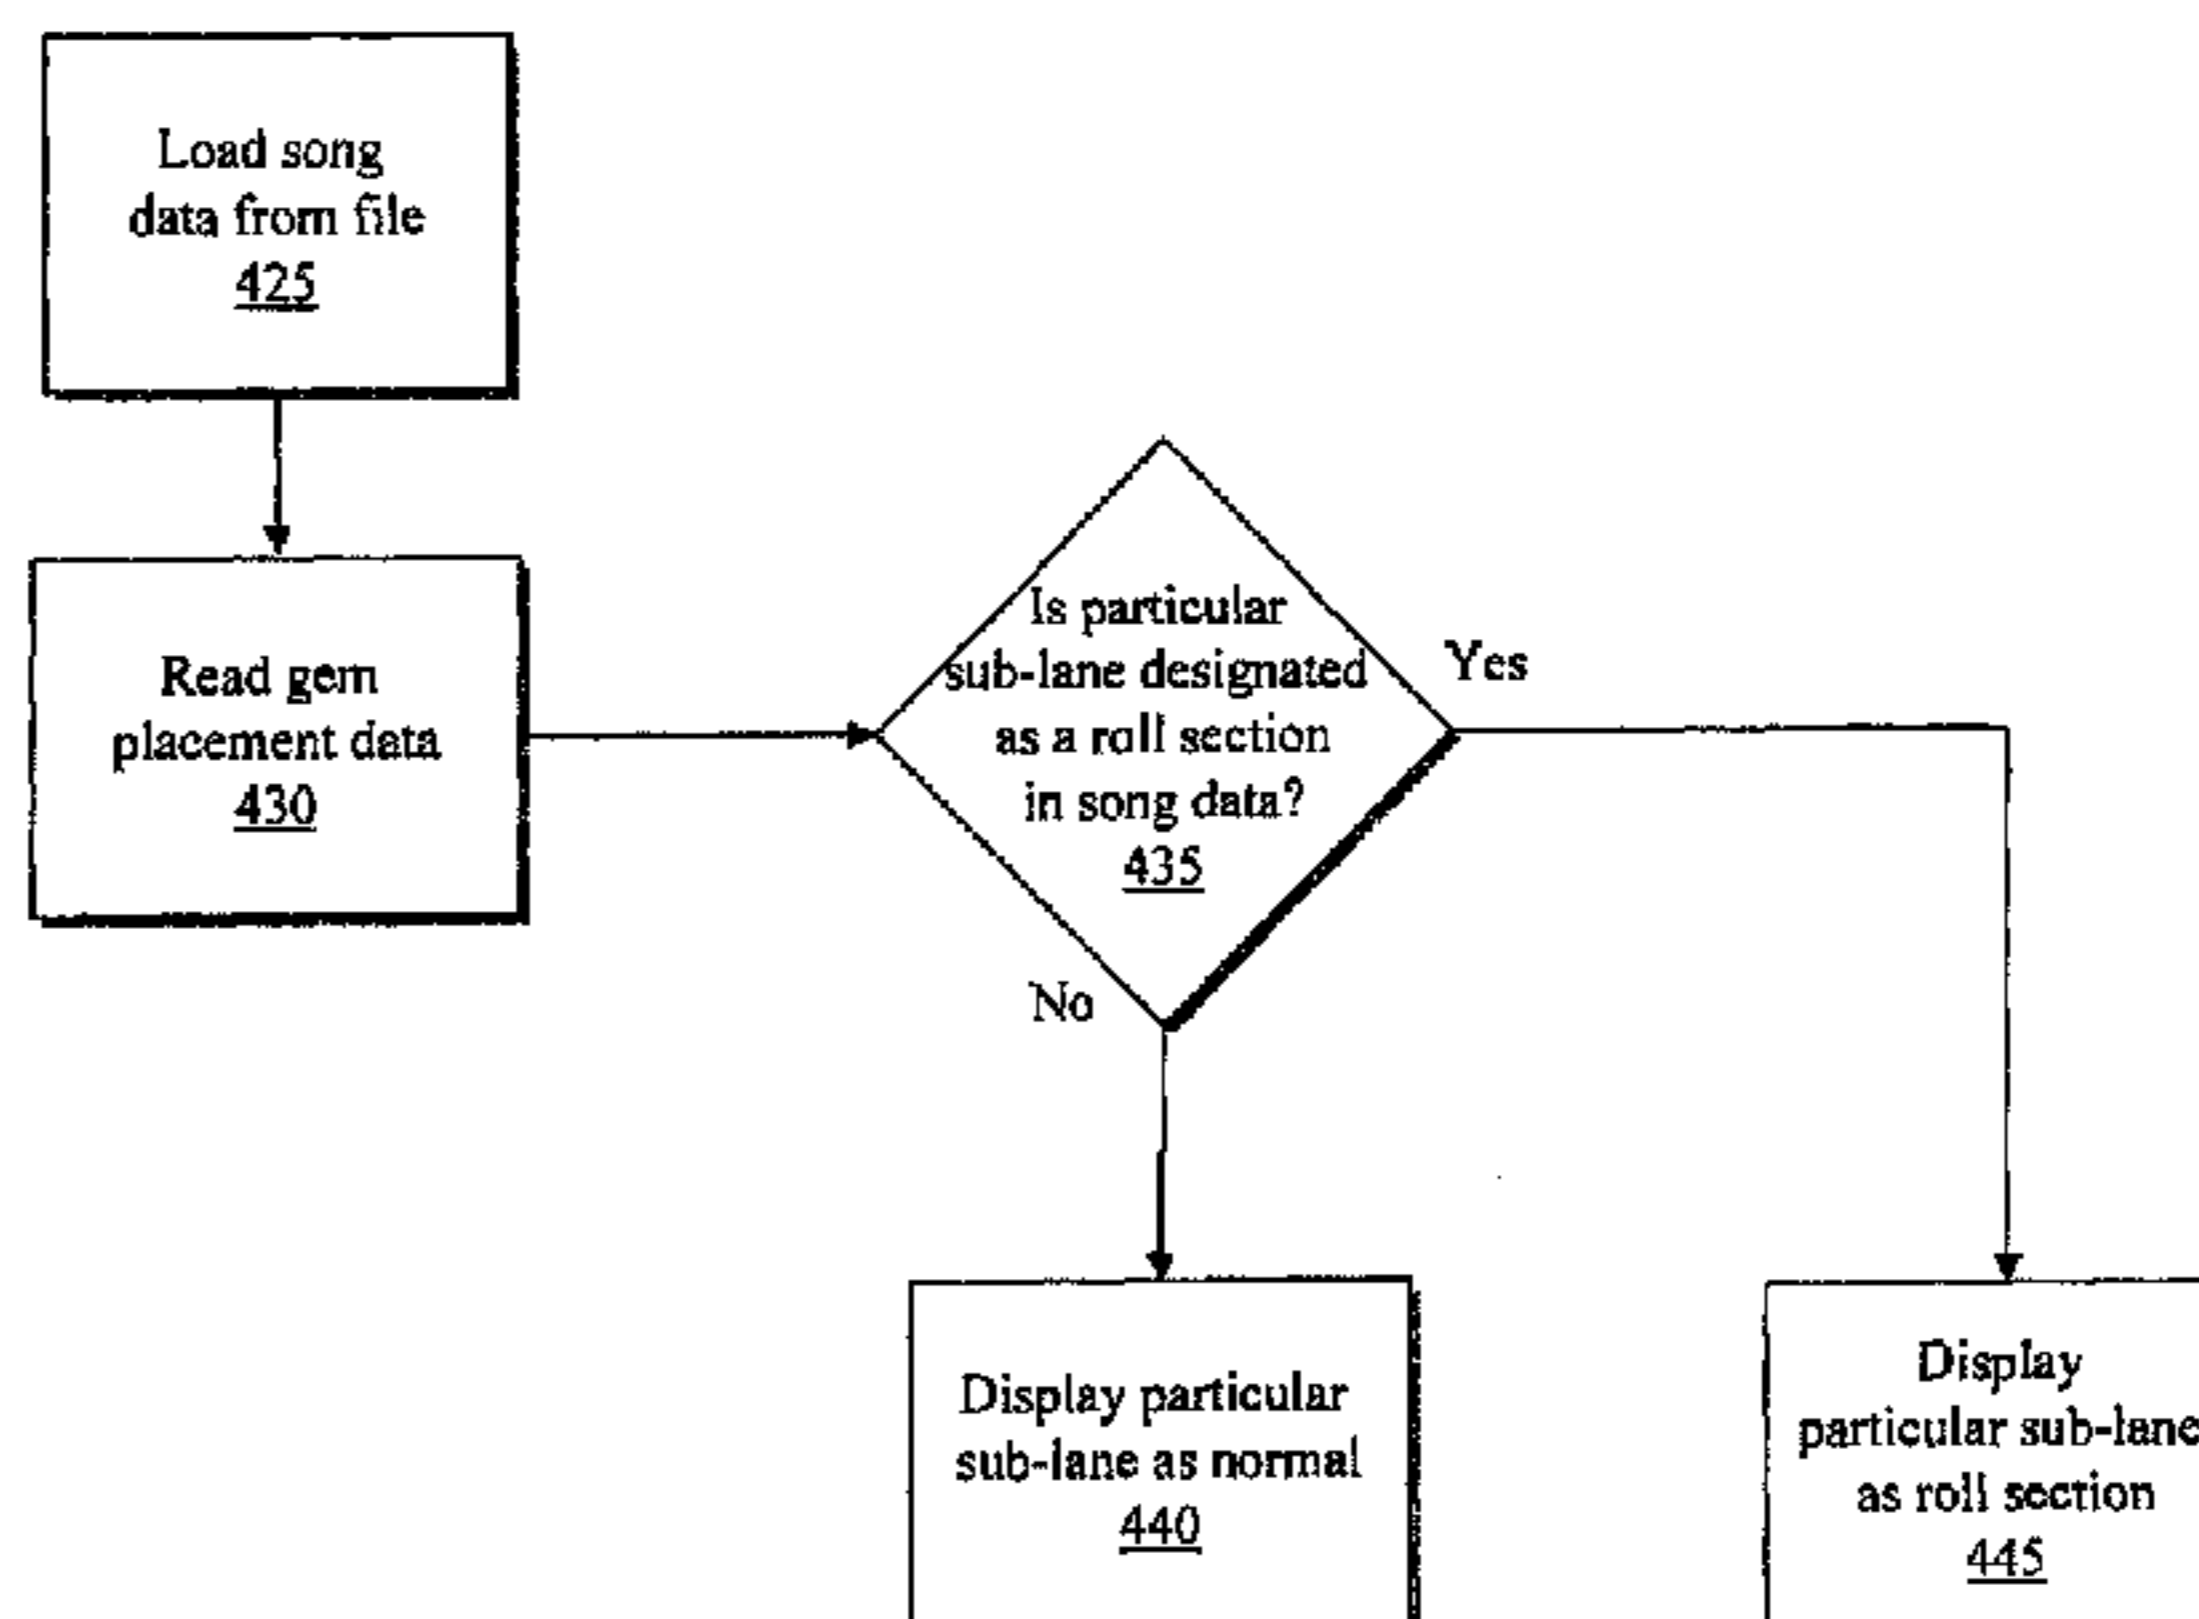 Load song
data from file
425
Read gem
placement data
430
Is particular
sub-lane designated
as a roll section
in song data?
435
Yes
No
Display particular
sub-lane as normal
440
Display
particular sub-lane
as roll section
445